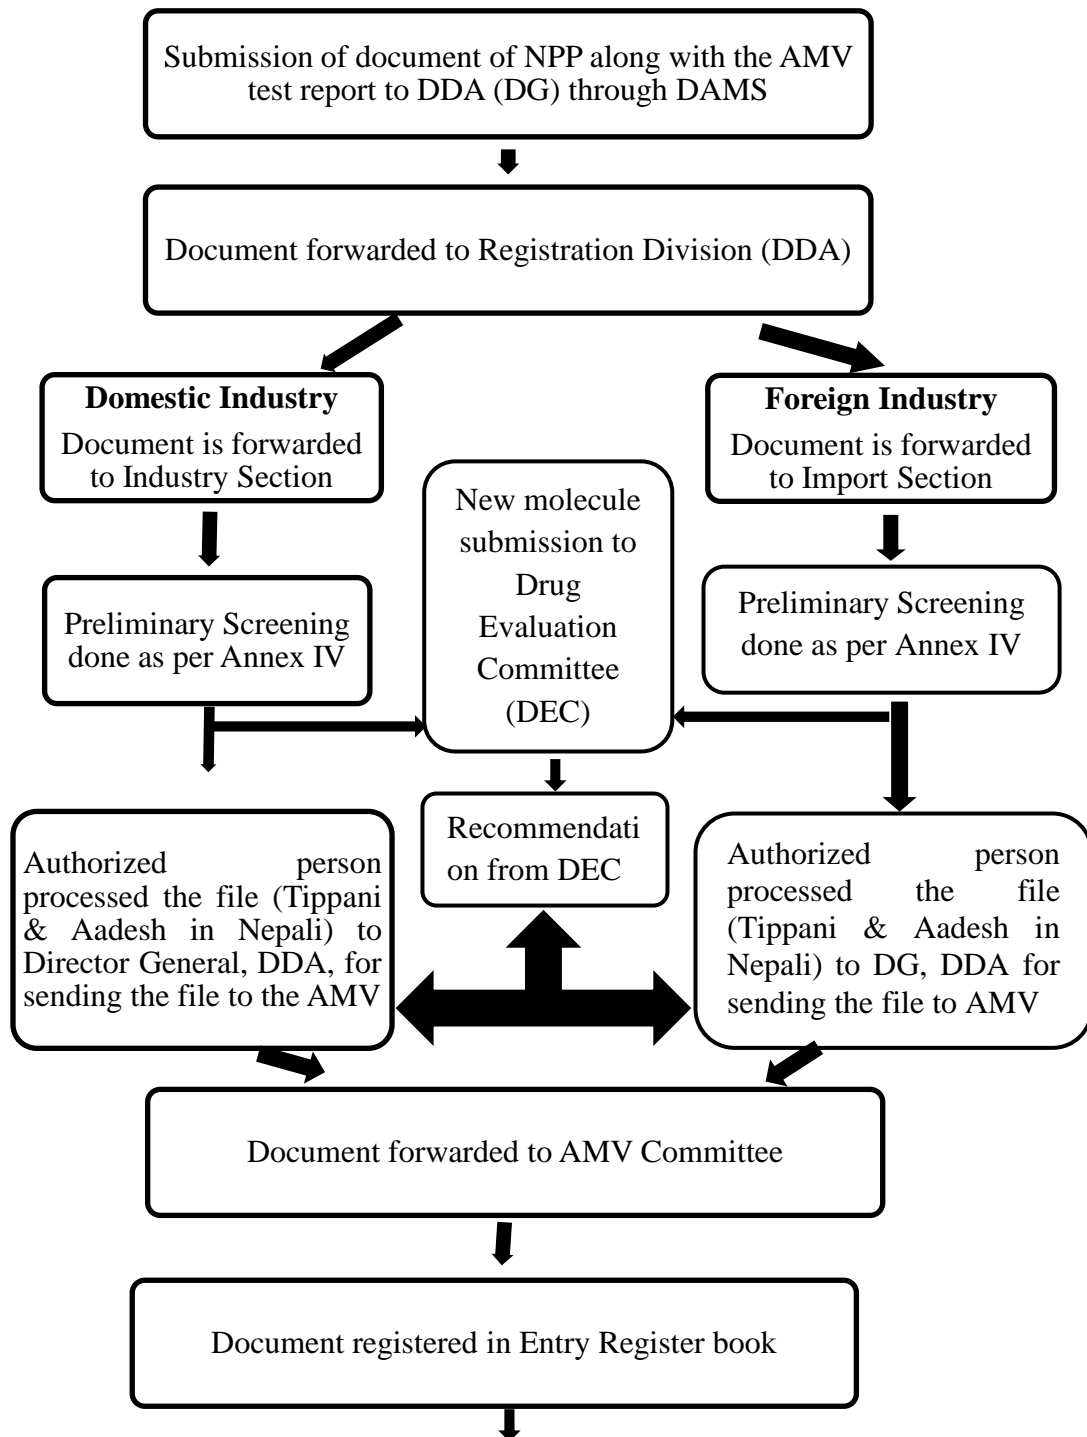 Submission of document of NPP along with the AMV
test report to DDA (DG) through DAMS
Document forwarded to Registration Division (DDA)
Domestic Industry
Document is forwarded
to Industry Section
Foreign Industry
Document is forwarded
to Import Section
New molecule
submission to
Drug
Evaluation
Committee
(DEC)
Preliminary Screening
done as per Annex IV
Preliminary Screening
done as per Annex IV
Recommendati
on from DEC
Authorized person
processed the file (Tippani
& Aadesh in Nepali) to
Director General, DDA, for
sending the file to the AMV
Authorized person
processed the file
(Tippani & Aadesh in
Nepali) to DG, DDA for
sending the file to AMV
Document forwarded to AMV Committee
Document registered in Entry Register book